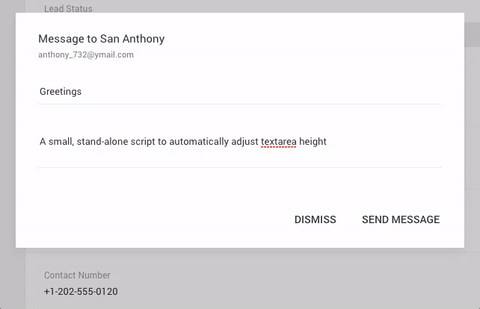 Lead Status
Message to San Anthony
anthony_732@ymail.com
Greetings
A small, stand-alone script to automatically adjust textarea height
DISMISS SEND MESSAGE
Contact Number
+1-202-555-0120